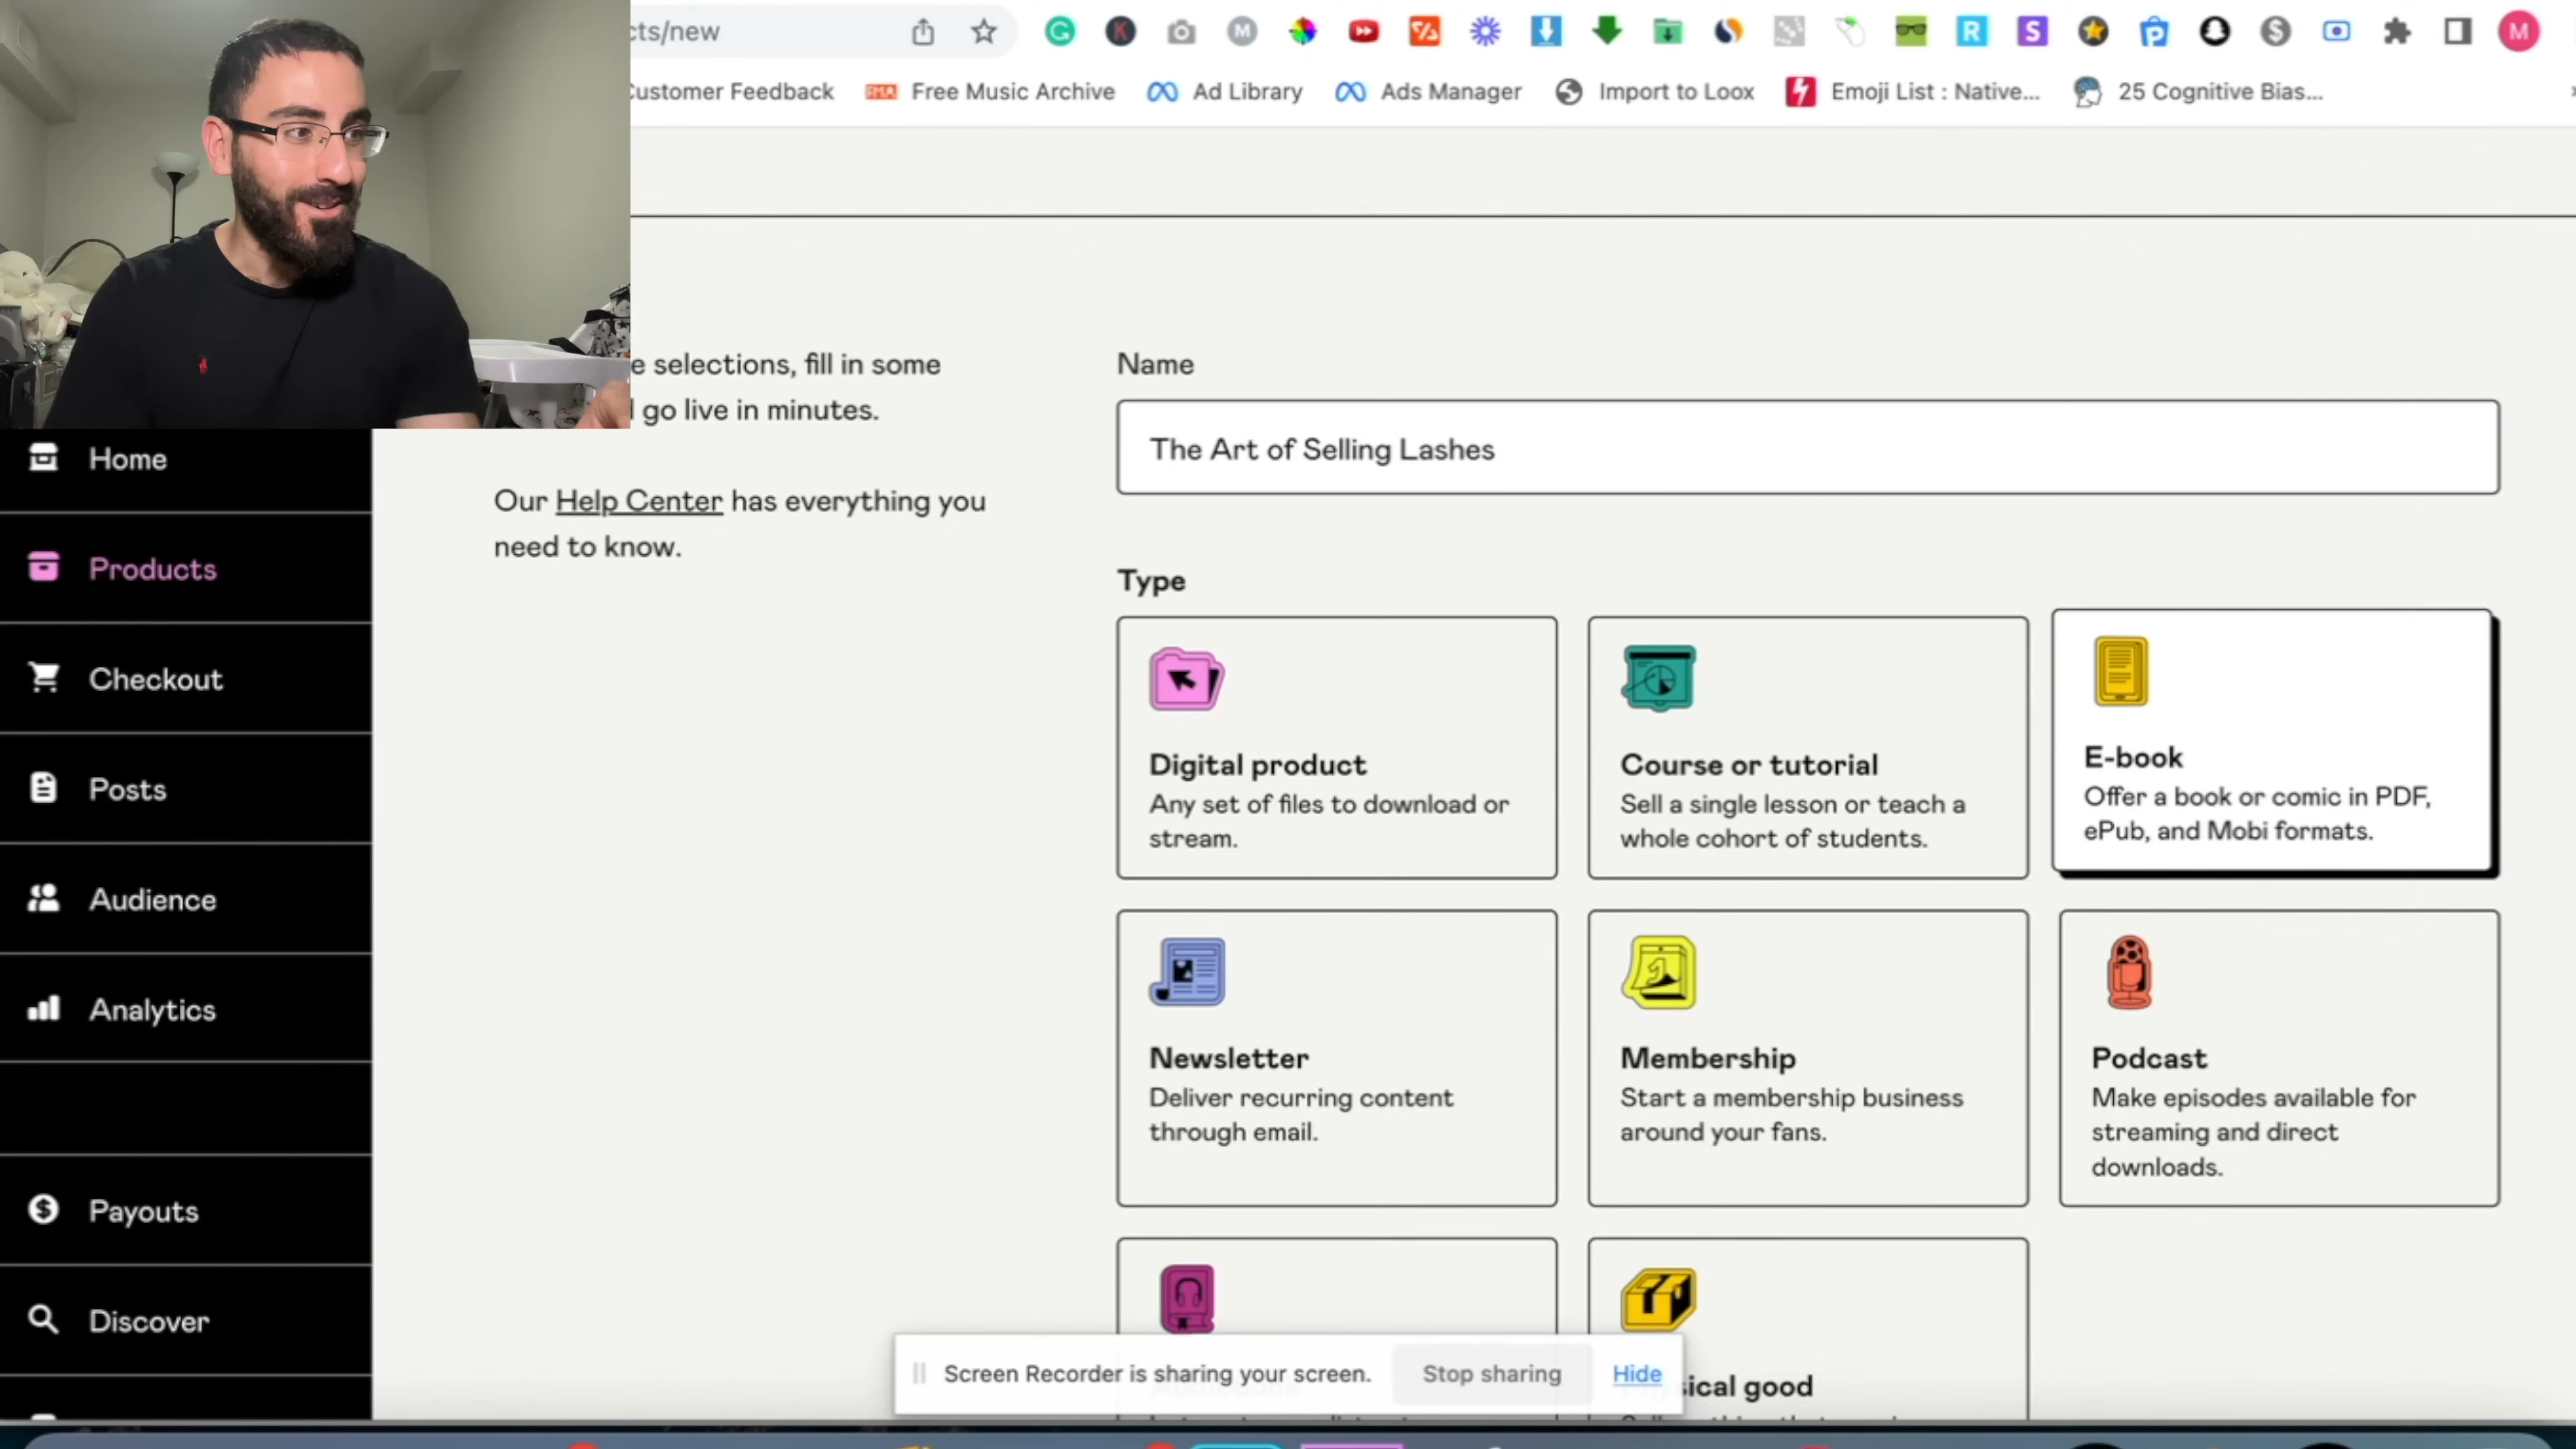 cts/new
Customer Feedback Free Music Archive Ad Library Ads Manager Import to Loox Emoji List : Native... 25 Cognitive Bias...
e selections, fill in some
go live in minutes.
Our Help Center has everything you
need to know.
Home
Products
Checkout
Posts
Audience
Analytics
Payouts
Discover
Name
The Art of Selling Lashes
Type
Digital product
Any set of files to download or
stream.
Course or tutorial
Sell a single lesson or teach a
whole cohort of students.
E-book
Offer a book or comic in PDF,
ePub, and Mobi formats.
Newsletter
Deliver recurring content
through email.
Membership
Start a membership business
around your fans.
Podcast
Make episodes available for
streaming and direct
downloads.
ical good
Screen Recorder is sharing your screen. Stop sharing Hide